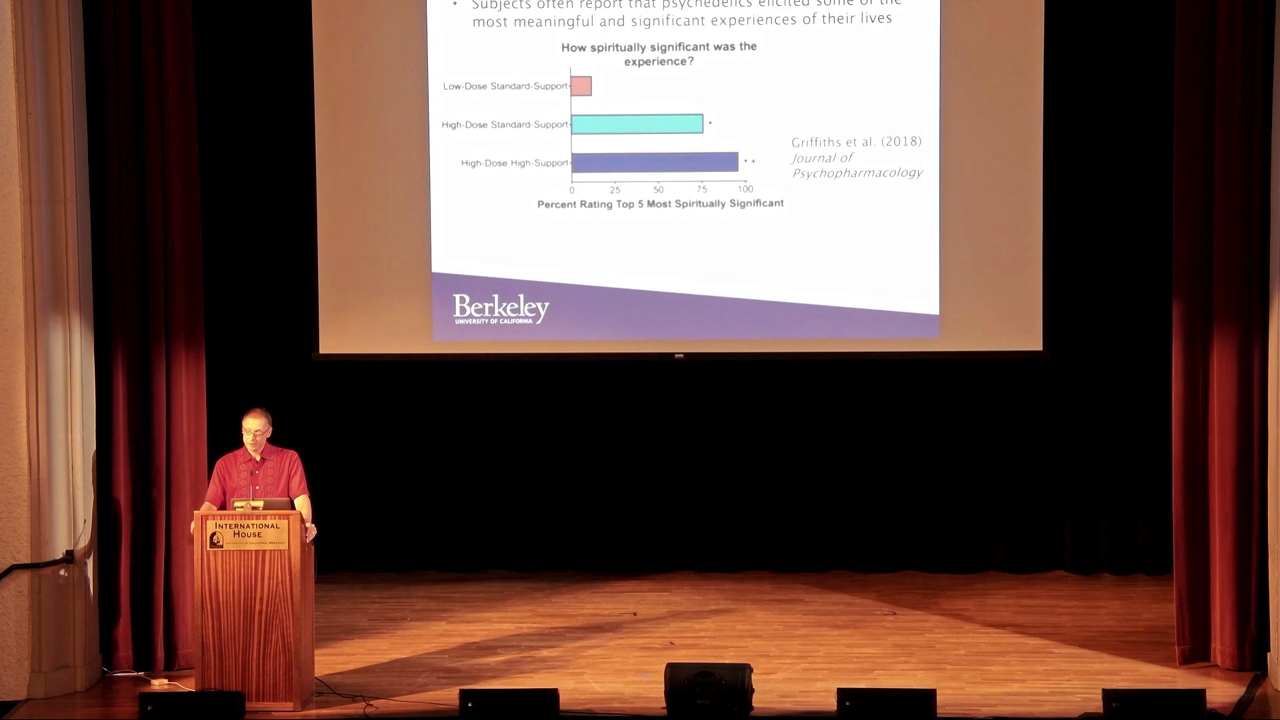 • Subjects often report that psychedelics elicited some of the
most meaningful and significant experiences of their lives
How spiritually significant was the
experience?
Low-Dose Standard-Support
High-Dose Standard-Support
*
High-Dose High-Support
* *
0 25 50 75 100
Percent Rating Top 5 Most Spiritually Significant
Griffiths et al. (2018)
Journal of
Psychopharmacology
Berkeley
UNIVERSITY OF CALIFORNIA
INTERNATIONAL
HOUSE